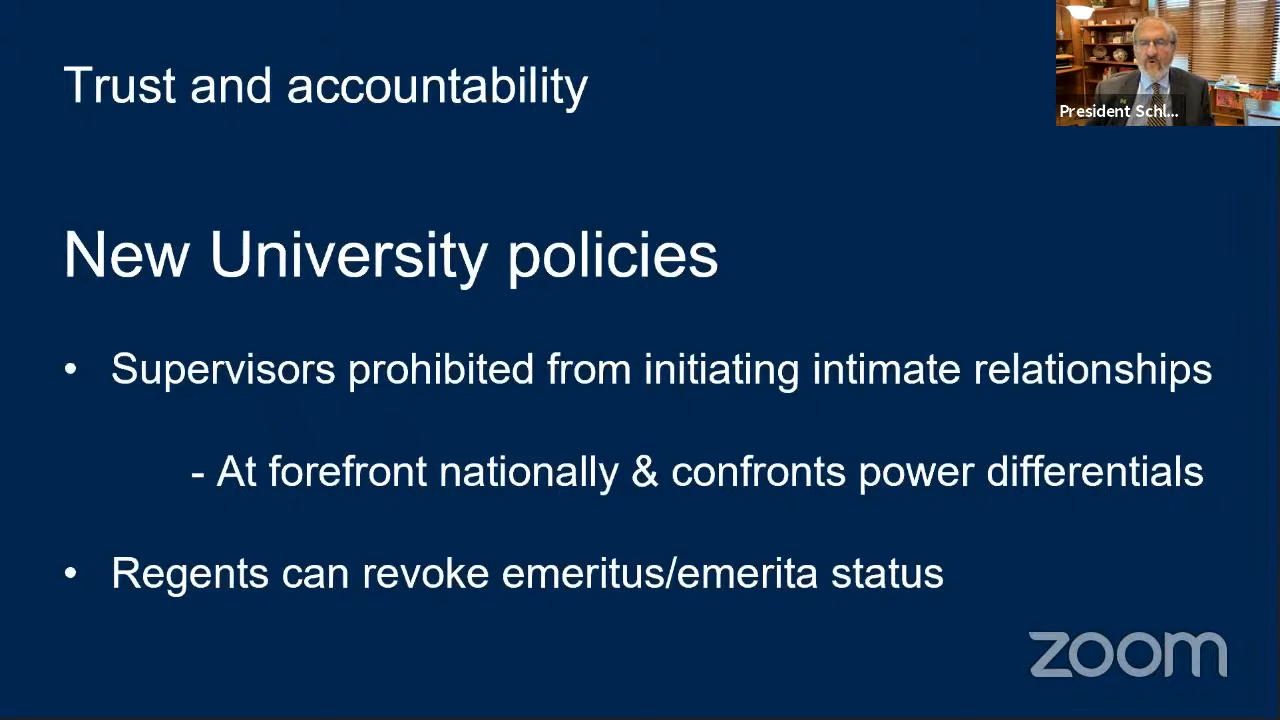 Trust and accountability
President Schl...
New University policies
• Supervisors prohibited from initiating intimate relationships
- At forefront nationally & confronts power differentials
• Regents can revoke emeritus/emerita status
zoom